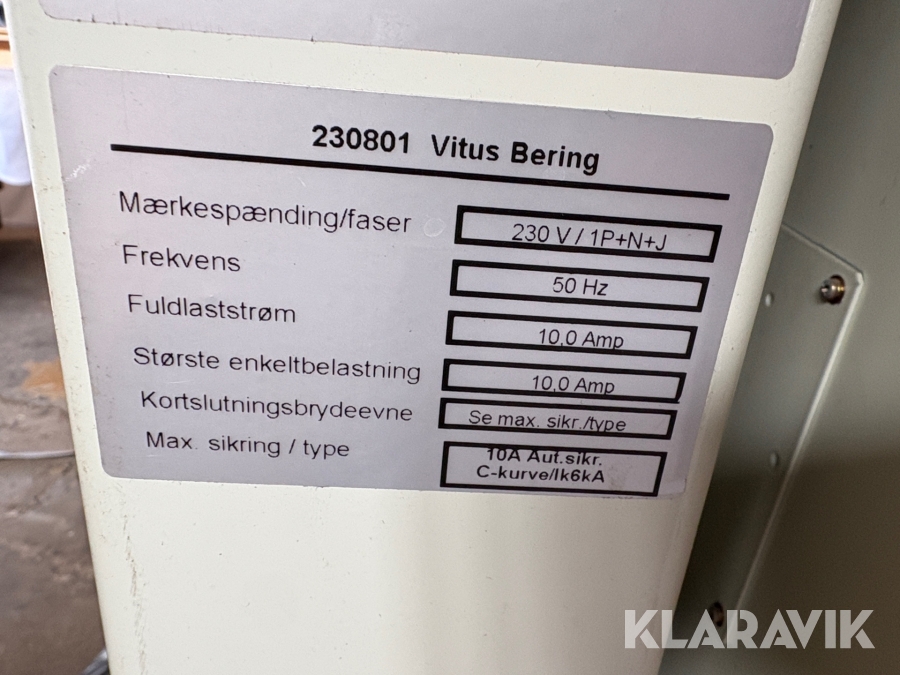 230801 Vitus Bering
Mærkespænding/faser 230 V / 1P+N+J
Frekvens 50 Hz
Fuldlaststrøm 10,0 Amp
Største enkeltbelastning 10,0 Amp
Kortslutningsbrydeevne Se max. sikr./type
Max. sikring / type 10A Aut.sikr.
C-kurve/Ik6kA
KLARAVIK